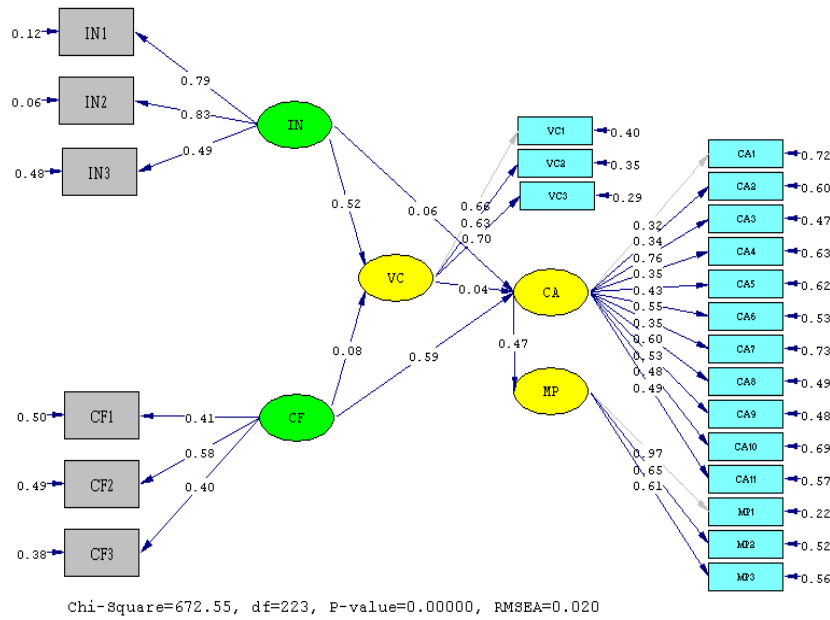 0.12 IN1
0.06 IN2
0.48 IN3
0.79
0.83
0.49
IN
0.52
0.06
VC
0.08
CF
0.59
0.50 CF1
0.49 CF2
0.38 CF3
0.41
0.58
0.40
0.66
0.63
0.70
VC1 0.40
VC2 0.35
VC3 0.29
0.04
CA
0.47
MP
0.32
0.34
0.76
0.35
0.43
0.55
0.35
0.60
0.53
0.48
0.49
CA1 0.72
CA2 0.60
CA3 0.47
CA4 0.63
CA5 0.62
CA6 0.53
CA7 0.73
CA8 0.49
CA9 0.48
CA10 0.69
CA11 0.57
0.97
0.65
0.61
MP1 0.22
MP2 0.52
MP3 0.56
Chi-Square=672.55, df=223, P-value=0.00000, RMSEA=0.020